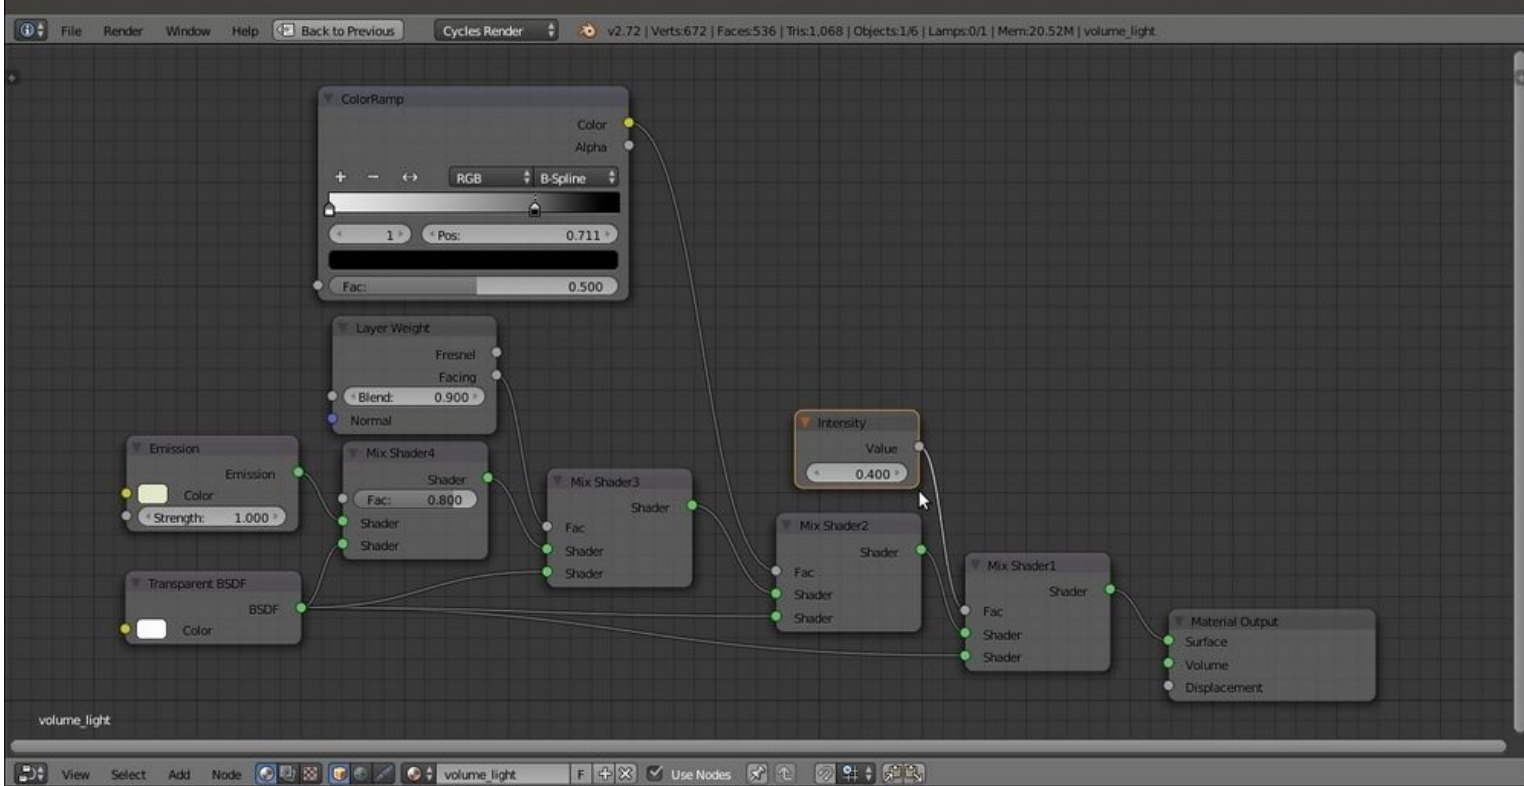 File Render Window Help Back to Previous Cycles Render v2.72 | Verts:672 | Faces:536 | Tris:1,068 | Objects:1/6 | Lamps:0/1 | Mem:20.52M | volume_light
ColorRamp
Color
Alpha
RGB B-Spline
1 Pos: 0.711
Fac: 0.500
Layer Weight
Fresnel
Facing
Blend: 0.900
Normal
Emission
Emission
Color
Strength: 1.000
Mix Shader4
Shader
Fac: 0.800
Shader
Shader
Transparent BSDF
BSDF
Color
Mix Shader3
Shader
Fac
Shader
Shader
Intensity
Value
0.400
Mix Shader2
Shader
Fac
Shader
Shader
Mix Shader1
Shader
Fac
Shader
Shader
Material Output
Surface
Volume
Displacement
volume_light
View Select Add Node volume_light F Use Nodes